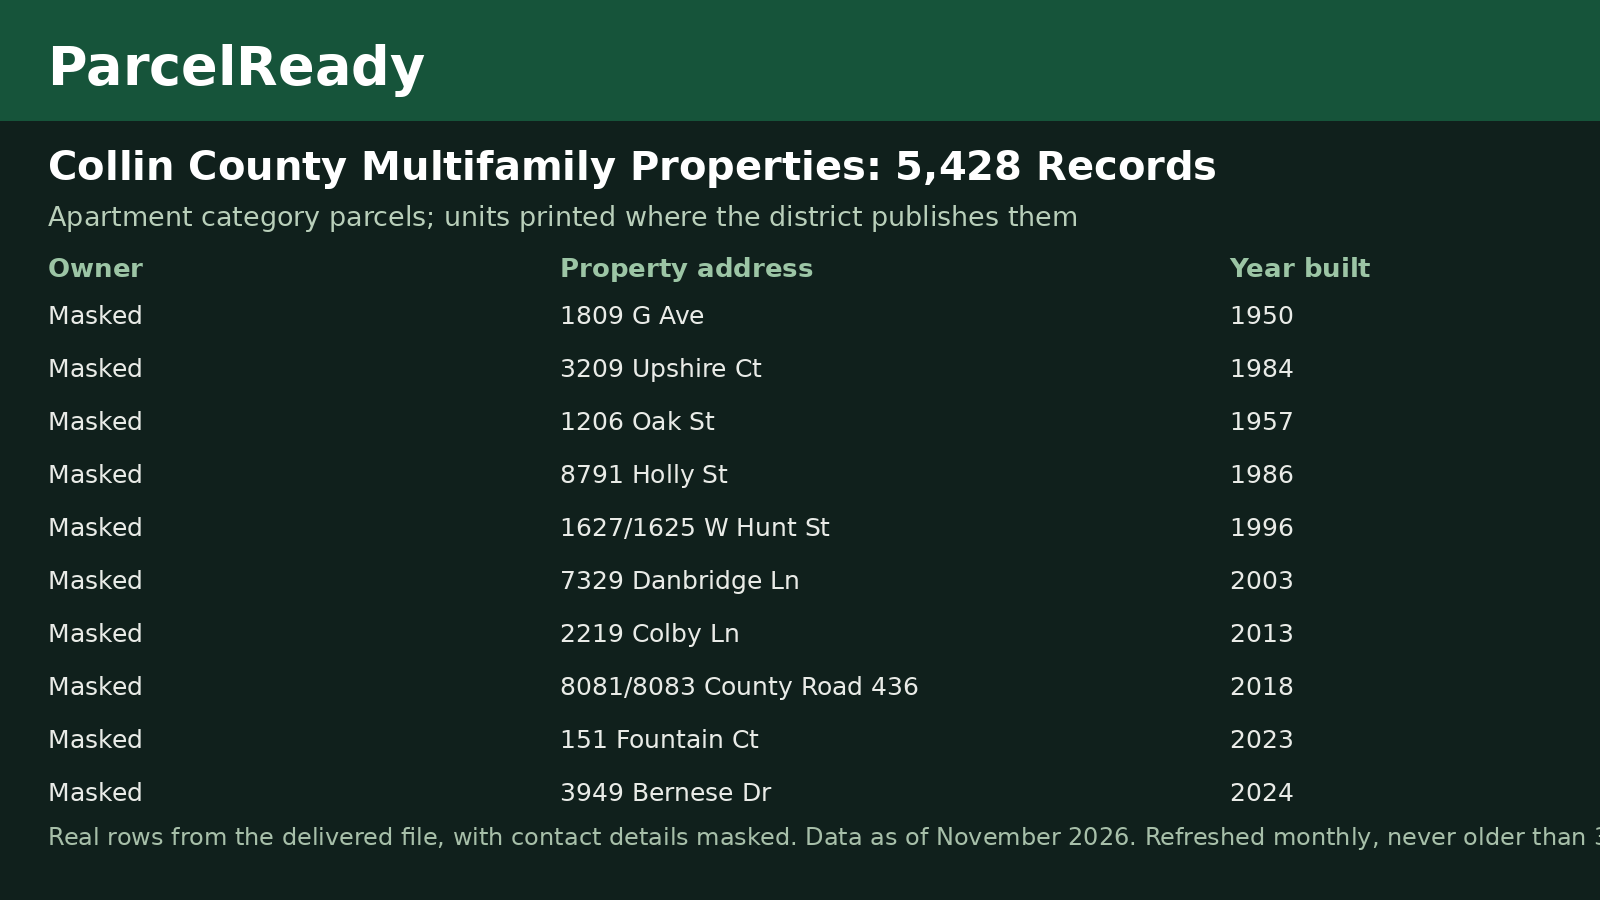 ParcelReady
Collin County Multifamily Properties: 5,428 Records
Apartment category parcels; units printed where the district publishes them
Owner Property address Year built
Masked 1809 G Ave 1950
Masked 3209 Upshire Ct 1984
Masked 1206 Oak St 1957
Masked 8791 Holly St 1986
Masked 1627/1625 W Hunt St 1996
Masked 7329 Danbridge Ln 2003
Masked 2219 Colby Ln 2013
Masked 8081/8083 County Road 436 2018
Masked 151 Fountain Ct 2023
Masked 3949 Bernese Dr 2024
Real rows from the delivered file, with contact details masked. Data as of November 2026. Refreshed monthly, never older than